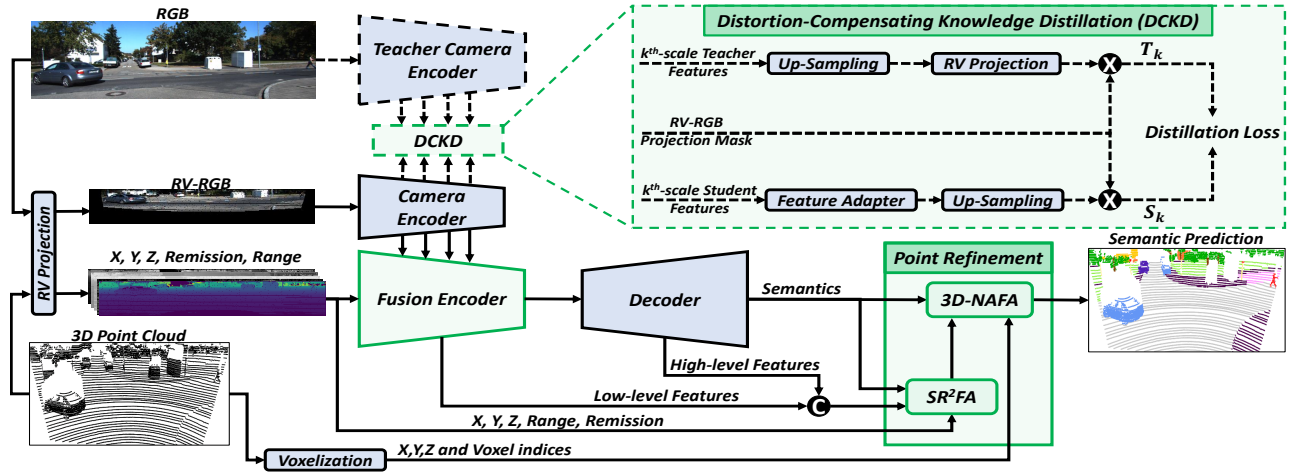 RGB
Teacher Camera
Encoder
DCKD
Distortion-Compensating Knowledge Distillation (DCKD)
kth-scale Teacher
Features
Up-Sampling
RV Projection
X
Tk
RV-RGB
Projection Mask
Distillation Loss
kth-scale Student
Features
Feature Adapter
Up-Sampling
X
Sk
RV Projection
RV-RGB
Camera
Encoder
X, Y, Z, Remission, Range
Fusion Encoder
Decoder
Semantics
Point Refinement
3D-NAFA
SR²FA
Semantic Prediction
3D Point Cloud
High-level Features
Low-level Features
C
X, Y, Z, Range, Remission
Voxelization
X,Y,Z and Voxel indices